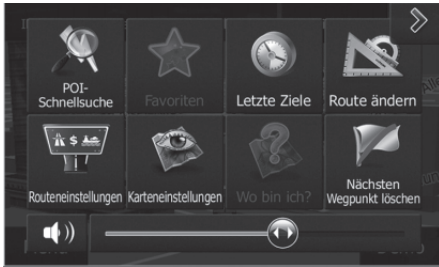 POI-
Schnellsuche
Favoriten
Letzte Ziele
Route ändern
$
Routeneinstellungen
Karteneinstellungen
Wo bin ich?
Nächsten
Wegpunkt löschen